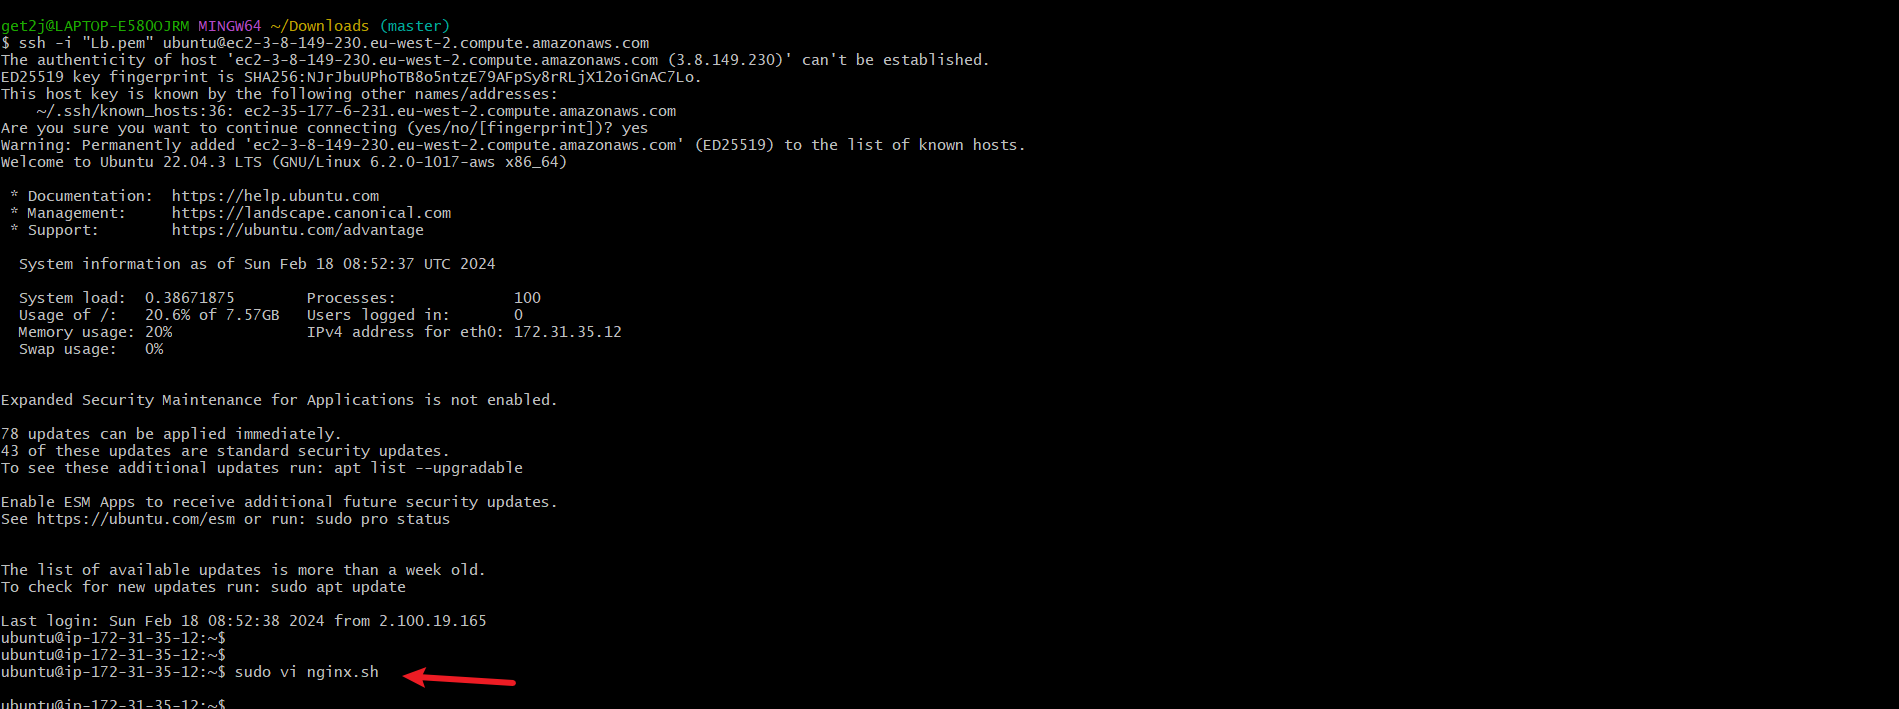 get2j@LAPTOP-E58OOJRM MINGW64 ~/Downloads (master)
$ ssh -i "Lb.pem" ubuntu@ec2-3-8-149-230.eu-west-2.compute.amazonaws.com
The authenticity of host 'ec2-3-8-149-230.eu-west-2.compute.amazonaws.com (3.8.149.230)' can't be established.
ED25519 key fingerprint is SHA256:NJrJbuUPhoTB8o5ntzE79AFpSy8rRLjX12oiGnAC7Lo.
This host key is known by the following other names/addresses:
    ~/.ssh/known_hosts:36: ec2-35-177-6-231.eu-west-2.compute.amazonaws.com
Are you sure you want to continue connecting (yes/no/[fingerprint])? yes
Warning: Permanently added 'ec2-3-8-149-230.eu-west-2.compute.amazonaws.com' (ED25519) to the list of known hosts.
Welcome to Ubuntu 22.04.3 LTS (GNU/Linux 6.2.0-1017-aws x86_64)
 * Documentation:  https://help.ubuntu.com
 * Management:     https://landscape.canonical.com
 * Support:        https://ubuntu.com/advantage
  System information as of Sun Feb 18 08:52:37 UTC 2024
  System load:  0.38671875        Processes:             100
  Usage of /:   20.6% of 7.57GB   Users logged in:       0
  Memory usage: 20%               IPv4 address for eth0: 172.31.35.12
  Swap usage:   0%
Expanded Security Maintenance for Applications is not enabled.
78 updates can be applied immediately.
43 of these updates are standard security updates.
To see these additional updates run: apt list --upgradable
Enable ESM Apps to receive additional future security updates.
See https://ubuntu.com/esm or run: sudo pro status
The list of available updates is more than a week old.
To check for new updates run: sudo apt update
Last login: Sun Feb 18 08:52:38 2024 from 2.100.19.165
ubuntu@ip-172-31-35-12:~$
ubuntu@ip-172-31-35-12:~$
ubuntu@ip-172-31-35-12:~$ sudo vi nginx.sh
ubuntu@ip-172-31-35-12:~$